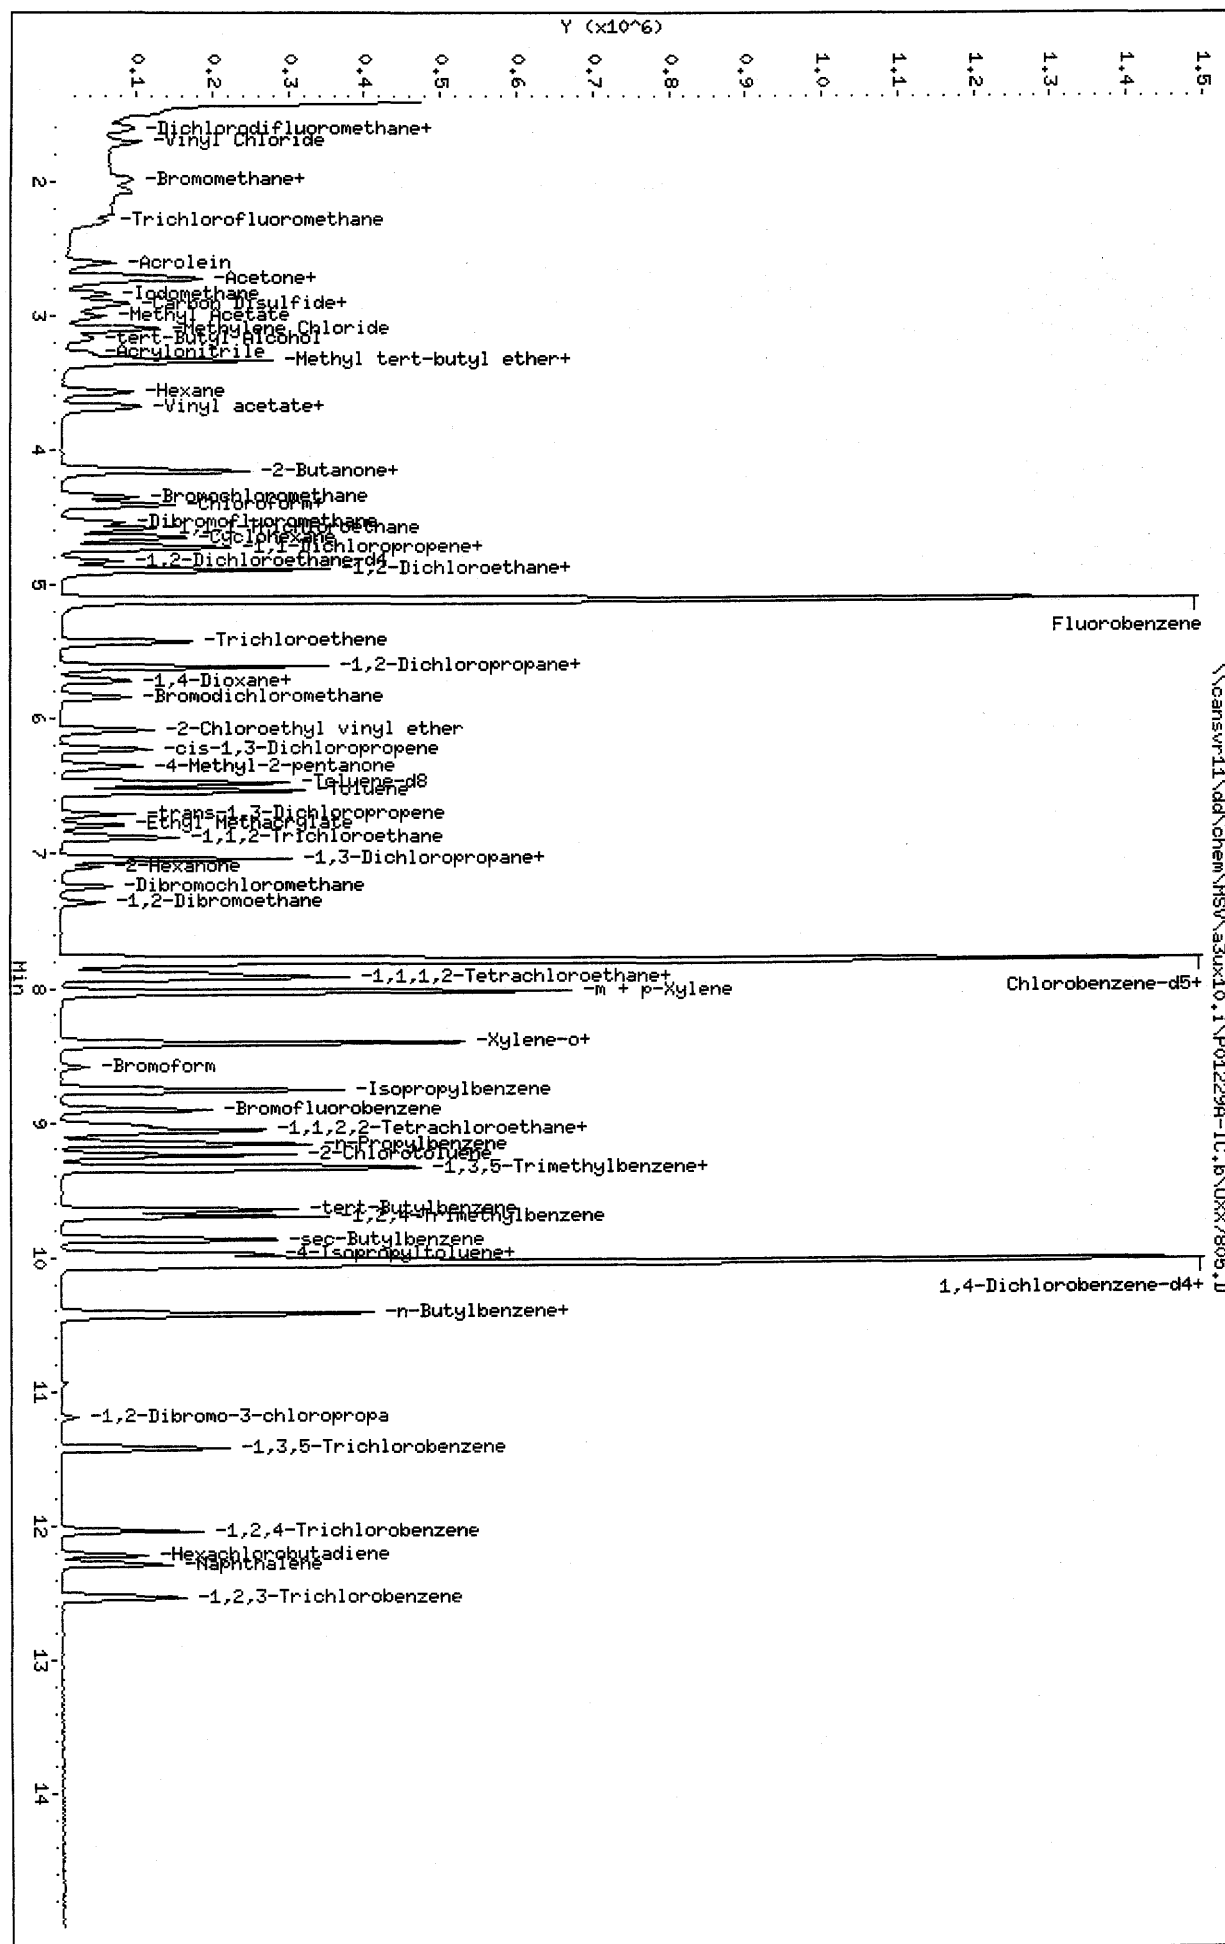 Y (x10^6)
0.1
0.2
0.3
0.4
0.5
0.6
0.7
0.8
0.9
1.0
1.1
1.2
1.3
1.4
1.5
-Dichlorodifluoromethane+
-Vinyl Chloride
-Bromomethane+
2
-Trichlorofluoromethane
-Acrolein
-Acetone+
-Iodomethane
-Carbon Disulfide+
-Methyl Acetate
3
-Methylene Chloride
-tert-Butyl Alcohol
-Acrylonitrile
-Methyl tert-butyl ether+
-Hexane
-Vinyl acetate+
4
-2-Butanone+
-Bromochloromethane
-Chloroform+
-Dibromofluoromethane
-1,1,1-Trichloroethane
-Cyclohexane
-1,1-Dichloropropene+
-1,2-Dichloroethane-d4
-1,2-Dichloroethane+
5
Fluorobenzene
-Trichloroethene
-1,2-Dichloropropane+
-1,4-Dioxane+
-Bromodichloromethane
6
-2-Chloroethyl vinyl ether
-cis-1,3-Dichloropropene
-4-Methyl-2-pentanone
-Toluene-d8
-Toluene
-trans-1,3-Dichloropropene
-Ethyl Methacrylate
-1,1,2-Trichloroethane
7
-1,3-Dichloropropane+
-2-Hexanone
-Dibromochloromethane
-1,2-Dibromoethane
-1,1,1,2-Tetrachloroethane+
Chlorobenzene-d5+
8
Min
-m + p-Xylene
-Xylene-o+
-Bromoform
-Isopropylbenzene
-Bromofluorobenzene
9
-1,1,2,2-Tetrachloroethane+
-n-Propylbenzene
-2-Chlorotoluene
-1,3,5-Trimethylbenzene+
-tert-Butylbenzene
-1,2,4-Trimethylbenzene
-sec-Butylbenzene
-4-Isopropyltoluene+
10
1,4-Dichlorobenzene-d4+
-n-Butylbenzene+
11
-1,2-Dibromo-3-chloropropa
-1,3,5-Trichlorobenzene
12
-1,2,4-Trichlorobenzene
-Hexachlorobutadiene
-Naphthalene
-1,2,3-Trichlorobenzene
13
14